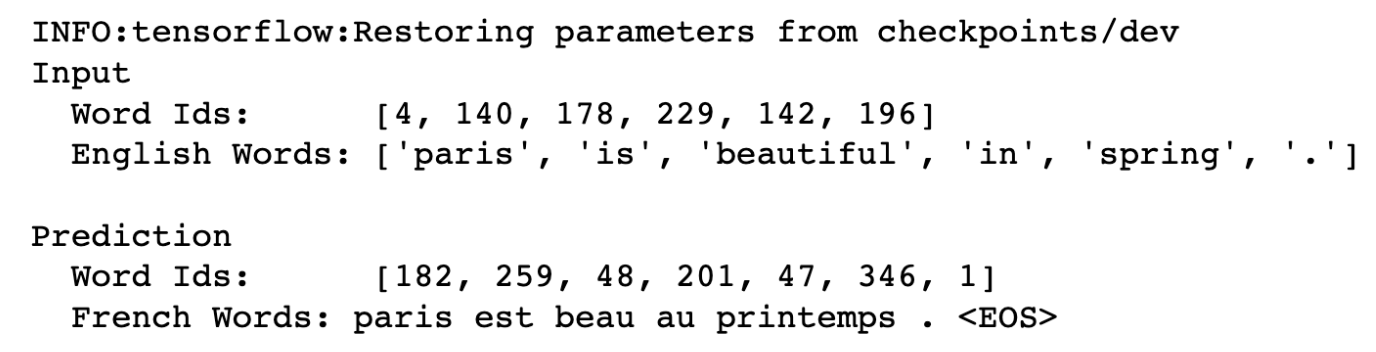 INFO:tensorflow:Restoring parameters from checkpoints/dev
Input
  Word Ids:      [4, 140, 178, 229, 142, 196]
  English Words: ['paris', 'is', 'beautiful', 'in', 'spring', '.']

Prediction
  Word Ids:      [182, 259, 48, 201, 47, 346, 1]
  French Words: paris est beau au printemps . <EOS>